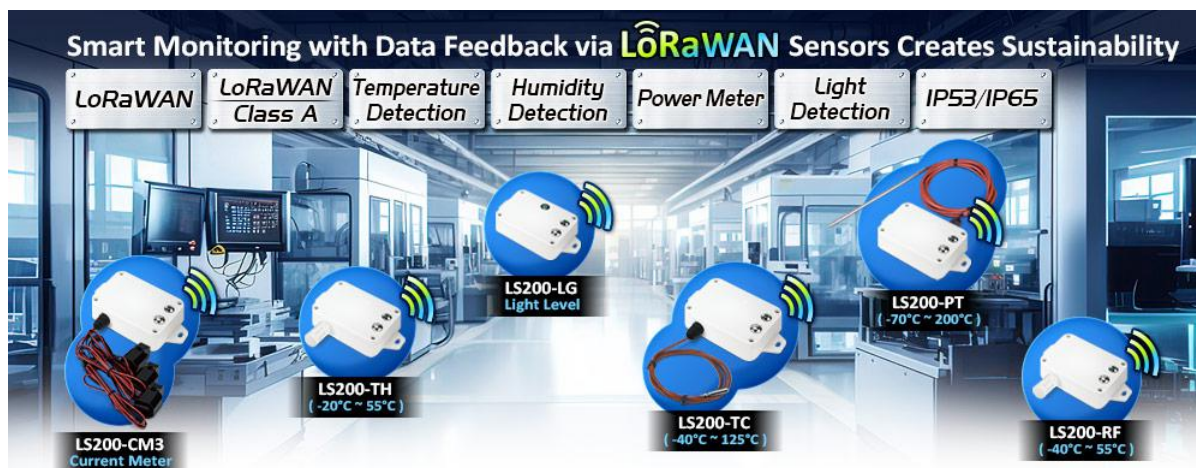 Smart Monitoring with Data Feedback via LoRaWAN Sensors Creates Sustainability
LoRaWAN
LoRaWAN
Class A
Temperature
Detection
Humidity
Detection
Power Meter
Light
Detection
IP53/IP65
LS200-LG
Light Level
LS200-PT
( -70°C ~ 200°C )
LS200-TH
( -20°C ~ 55°C )
LS200-TC
( -40°C ~ 125°C )
LS200-RF
( -40°C ~ 55°C )
LS200-CM3
Current Meter